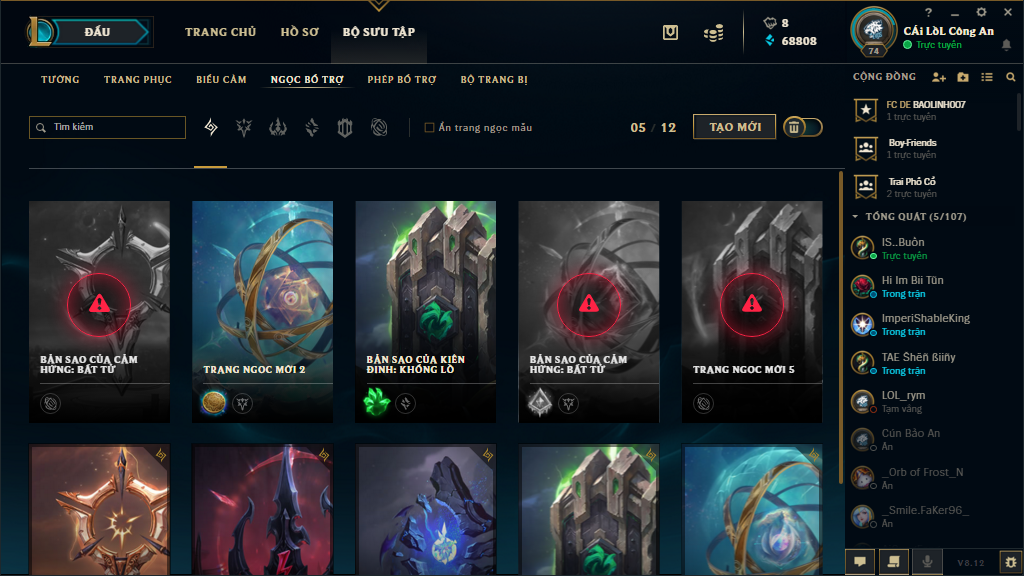 ĐẤU
TRANG CHỦ
HỒ SƠ
BỘ SƯU TẬP
8
68808
74
CÁi LòL Công An
Trực tuyến
TƯỚNG
TRANG PHỤC
BIỂU CẢM
NGỌC BỔ TRỢ
PHÉP BỔ TRỢ
BỘ TRANG BỊ
Tìm kiếm
Ẩn trang ngọc mẫu
05 / 12
TẠO MỚI
BẢN SAO CỦA CẢM
HỨNG: BẤT TỬ
TRANG NGỌC MỚI 2
BẢN SAO CỦA KIÊN
ĐỊNH: KHỔNG LỒ
BẢN SAO CỦA CẢM
HỨNG: BẤT TỬ
TRANG NGỌC MỚI 5
CỘNG ĐỒNG
FC DE BAOLINH007
1 trực tuyến
Boy-Friends
1 trực tuyến
Trai Phố Cổ
2 trực tuyến
TỔNG QUÁT (5/107)
IS..Buôn
Trực tuyến
Hi Im Bii Tũn
Trong trận
ImperiShableKing
Trong trận
TAE Shëñ ßiïñy
Trong trận
LOL_rym
Tạm vắng
Cún Bảo An
Ẩn
_Orb of Frost_N
Ẩn
_Smile.FaKer96_
Ẩn
V8.12